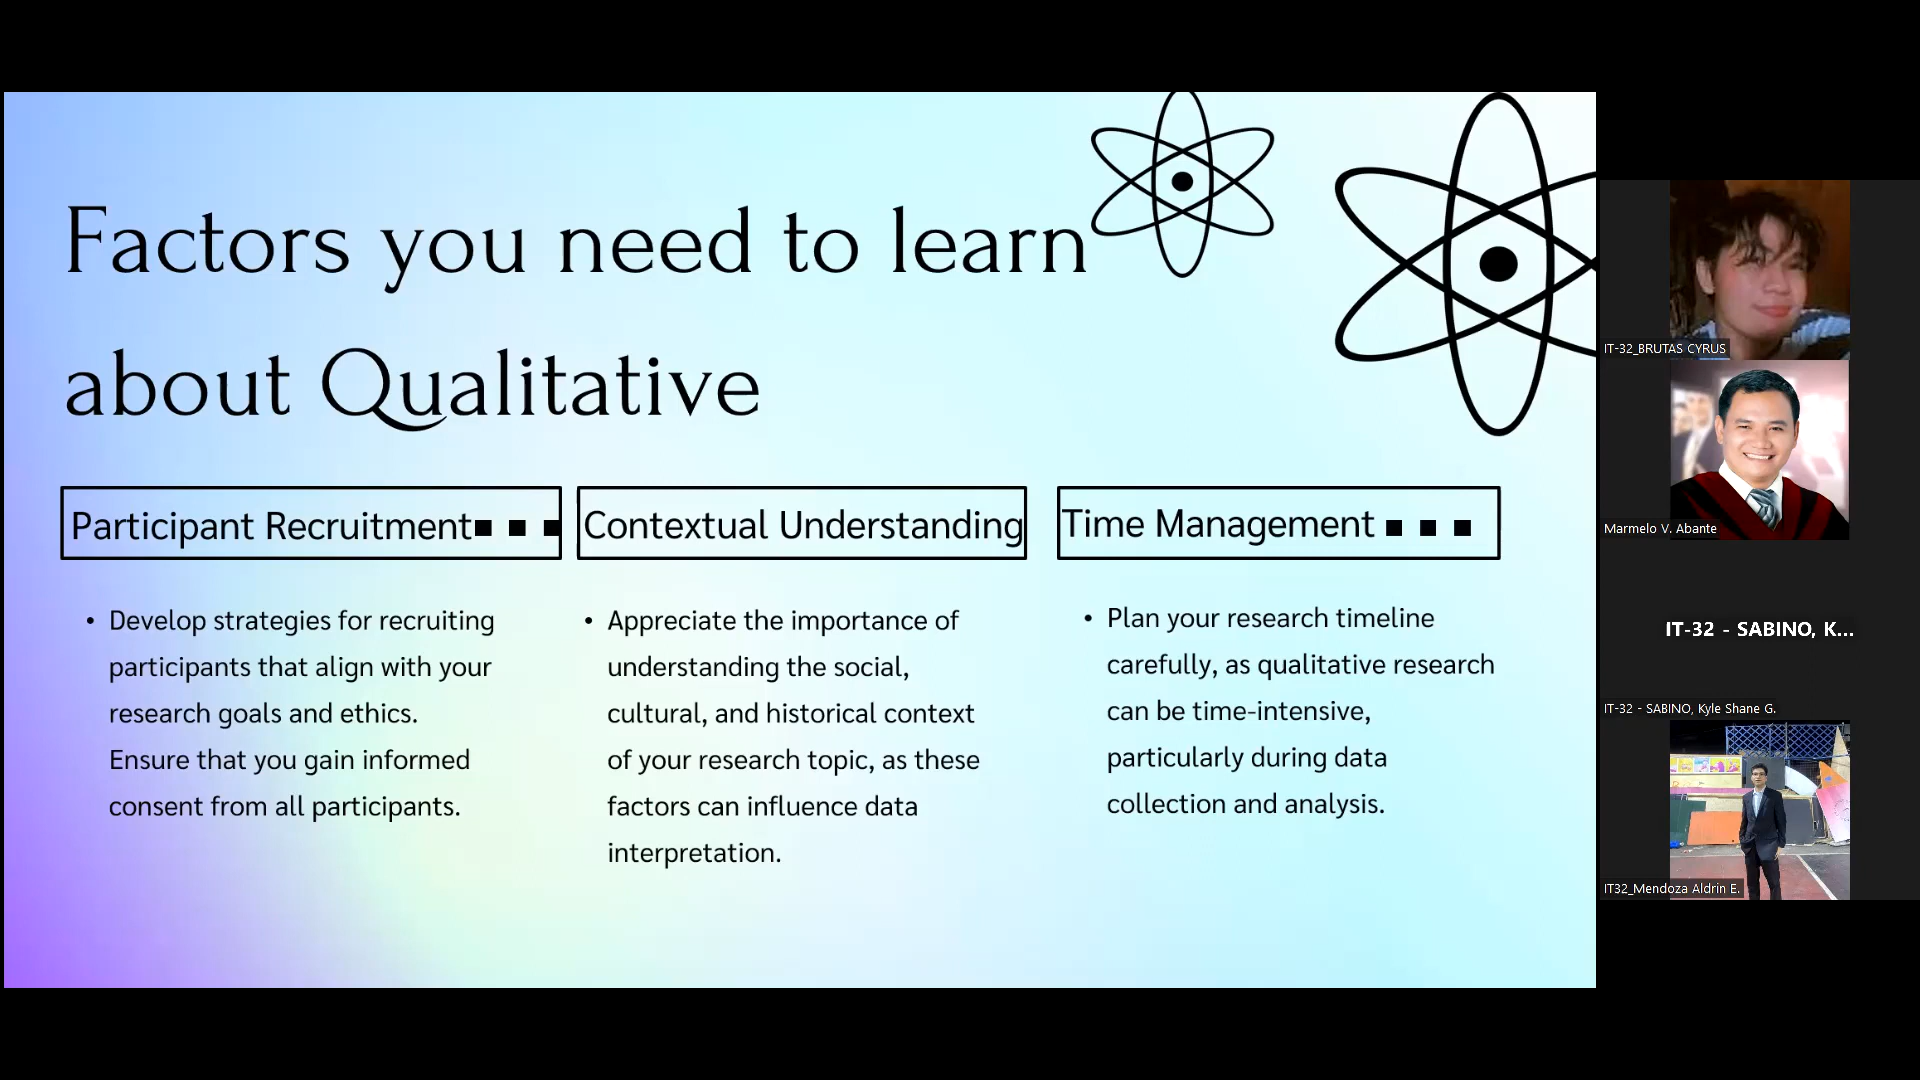 Factors you need to learn
about Qualitative
Participant Recruitment
• Develop strategies for recruiting
participants that align with your
research goals and ethics.
Ensure that you gain informed
consent from all participants.
Contextual Understanding
• Appreciate the importance of
understanding the social,
cultural, and historical context
of your research topic, as these
factors can influence data
interpretation.
Time Management
• Plan your research timeline
carefully, as qualitative research
can be time-intensive,
particularly during data
collection and analysis.
IT-32_BRUTAS CYRUS
Marmelo V. Abante
IT-32 - SABINO, K...
IT-32 - SABINO, Kyle Shane G.
IT32_Mendoza Aldrin E.